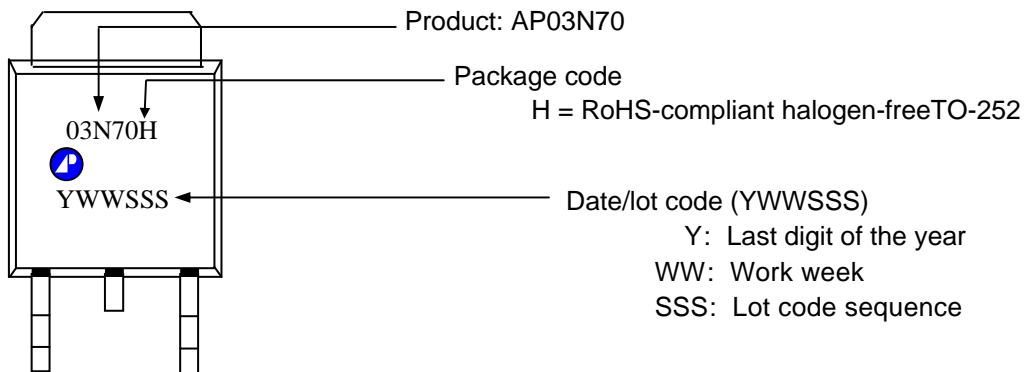 Product: AP03N70
Package code
H = RoHS-compliant halogen-freeTO-252
03N70H
AP
YWWSSS
Date/lot code (YWWSSS)
Y: Last digit of the year
WW: Work week
SSS: Lot code sequence